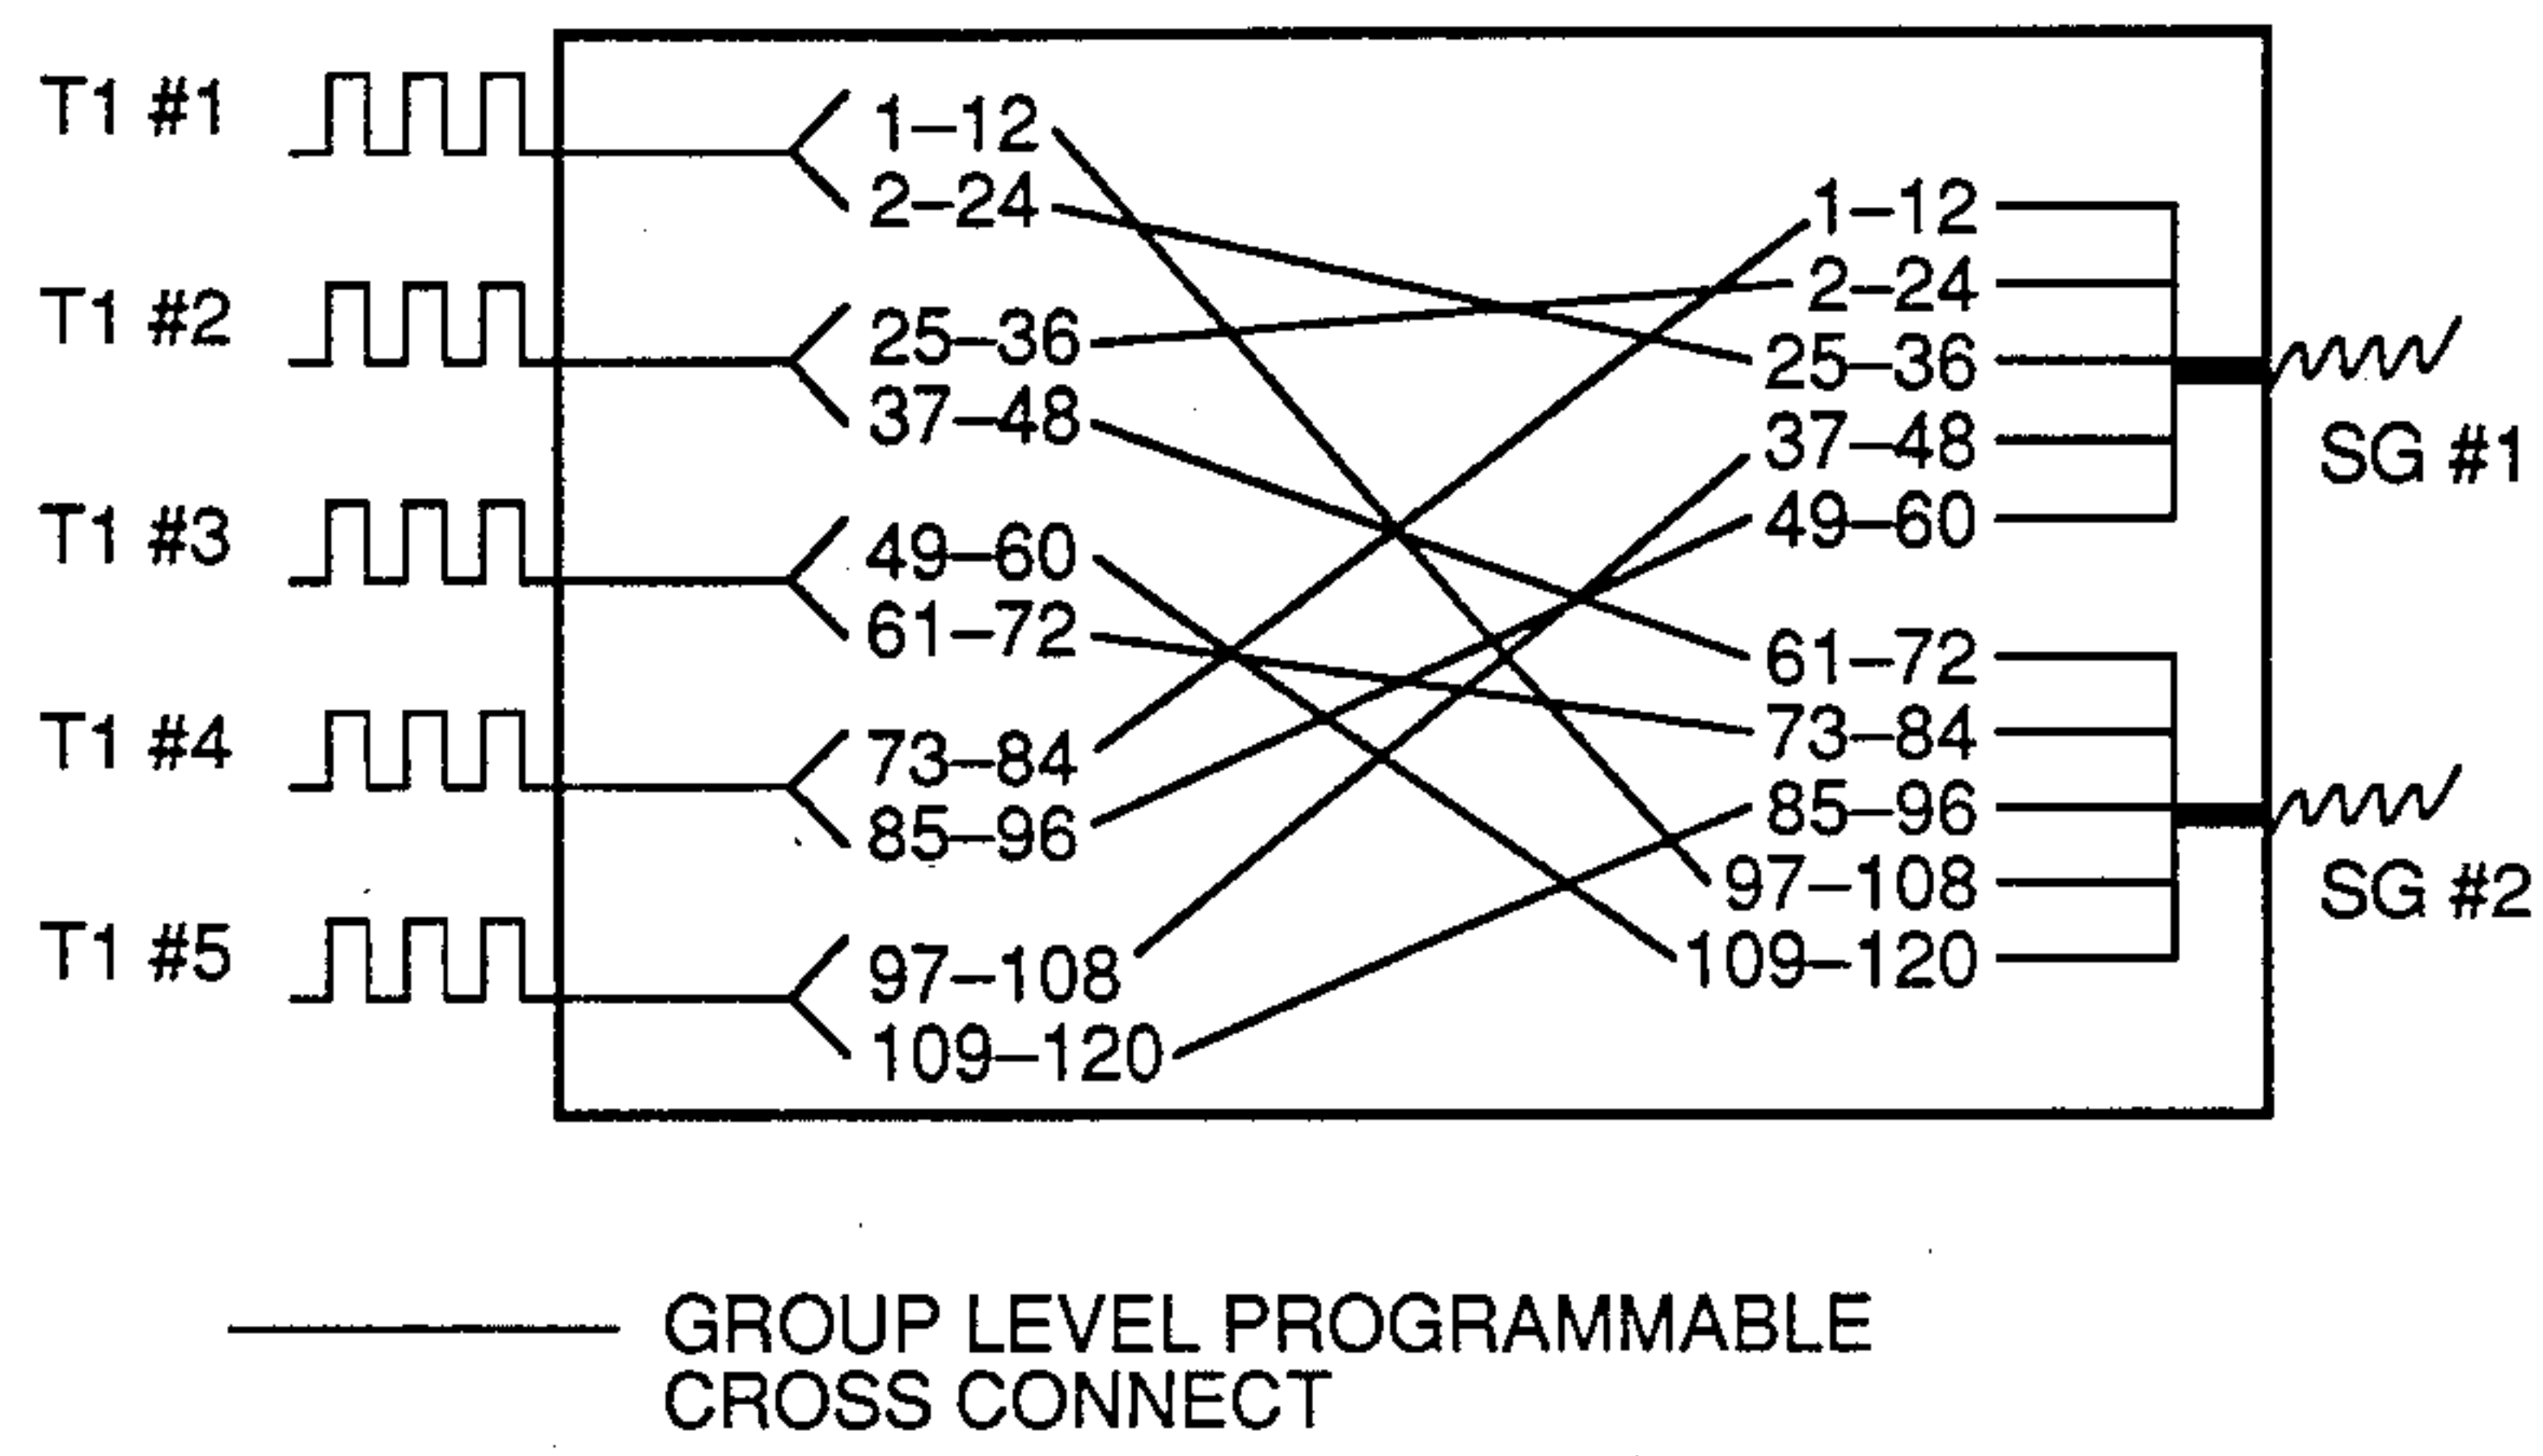 T1 #1
1–12
2–24
T1 #2
25–36
37–48
T1 #3
49–60
61–72
T1 #4
73–84
85–96
T1 #5
97–108
109–120
1–12
2–24
25–36
37–48
49–60
SG #1
61–72
73–84
85–96
97–108
109–120
SG #2
GROUP LEVEL PROGRAMMABLE
CROSS CONNECT